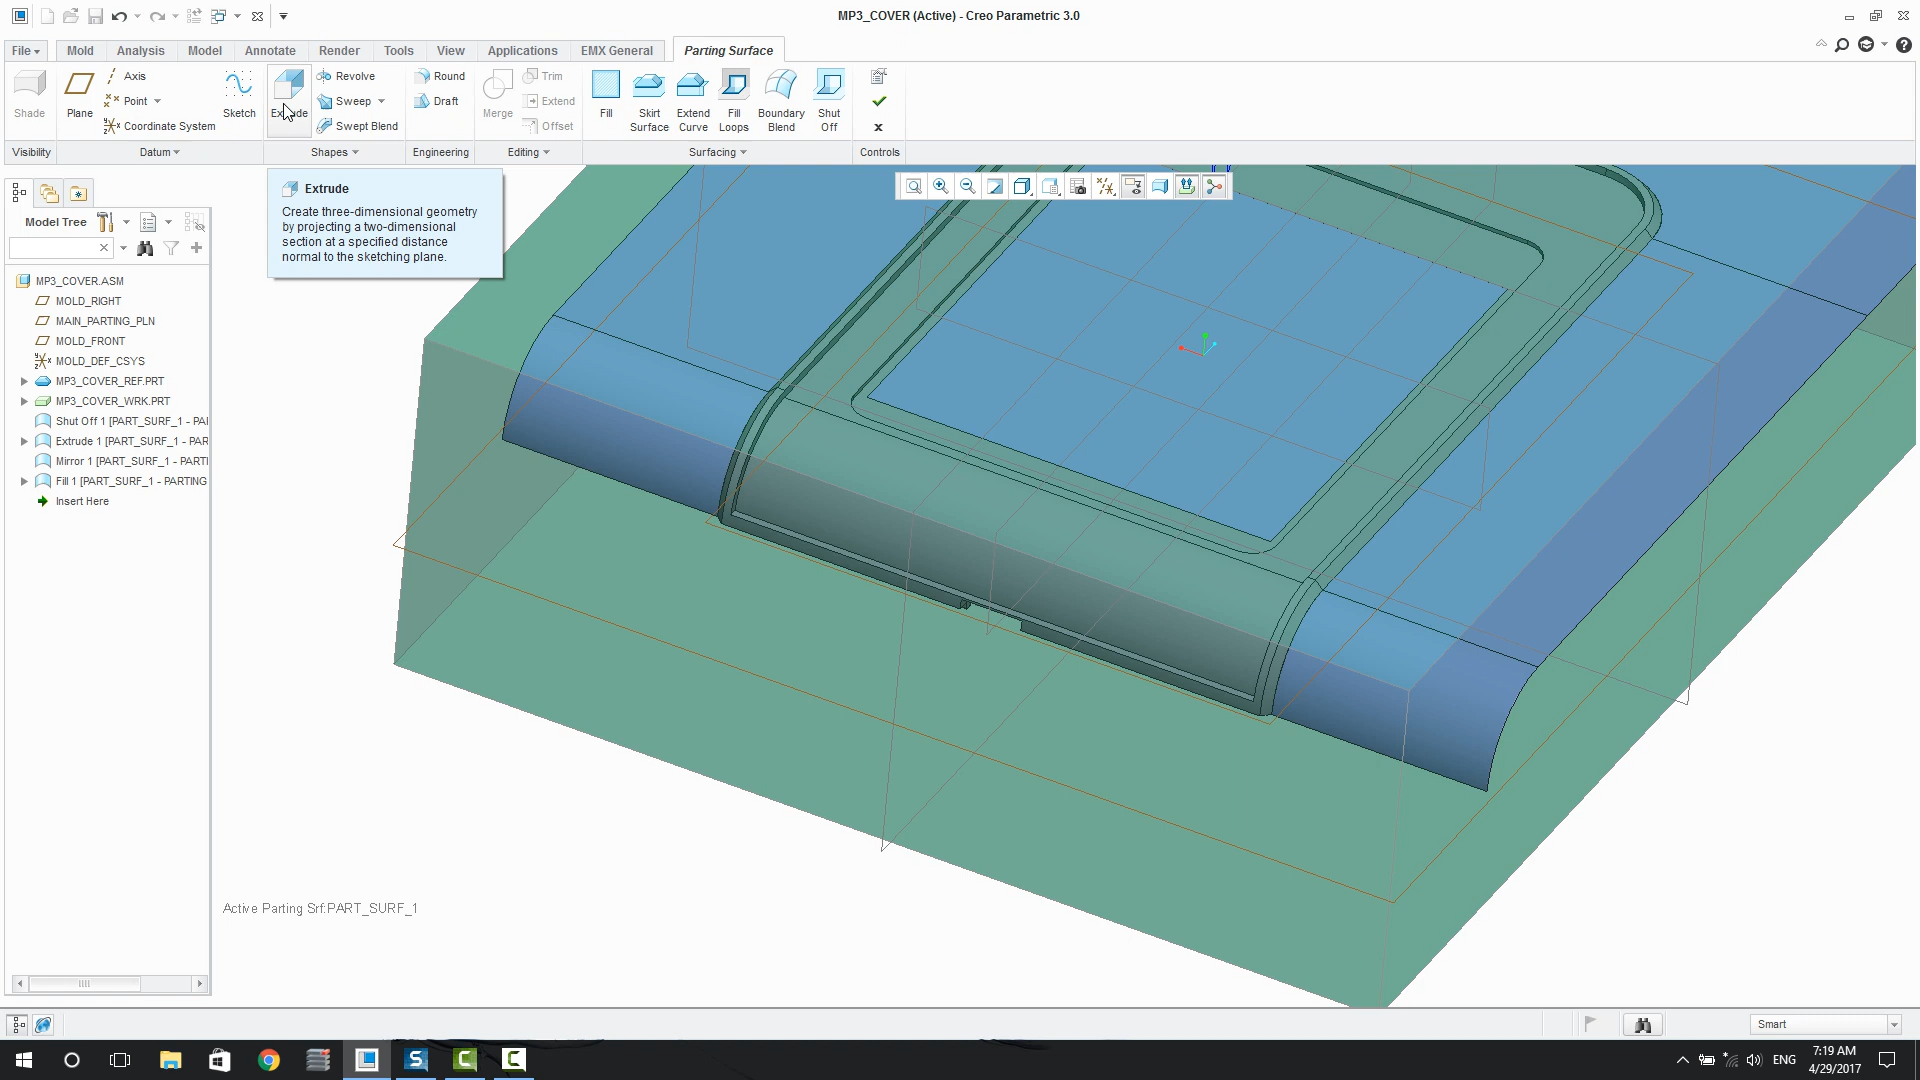 MP3_COVER (Active) - Creo Parametric 3.0
File
Mold
Analysis
Model
Annotate
Render
Tools
View
Applications
EMX General
Parting Surface
Shade
Plane
Axis
Point
Coordinate System
Sketch
Extrude
Revolve
Sweep
Swept Blend
Round
Draft
Merge
Trim
Extend
Offset
Fill
Skirt
Surface
Extend
Curve
Fill
Loops
Boundary
Blend
Shut
Off
Visibility
Datum
Shapes
Engineering
Editing
Surfacing
Controls
Extrude
Create three-dimensional geometry
by projecting a two-dimensional
section at a specified distance
normal to the sketching plane.
Model Tree
MP3_COVER.ASM
MOLD_RIGHT
MAIN_PARTING_PLN
MOLD_FRONT
MOLD_DEF_CSYS
MP3_COVER_REF.PRT
MP3_COVER_WRK.PRT
Shut Off 1 [PART_SURF_1 - PAI
Extrude 1 [PART_SURF_1 - PAR
Mirror 1 [PART_SURF_1 - PARTI
Fill 1 [PART_SURF_1 - PARTING
Insert Here
Active Parting Srf:PART_SURF_1
Smart
ENG
7:19 AM
4/29/2017